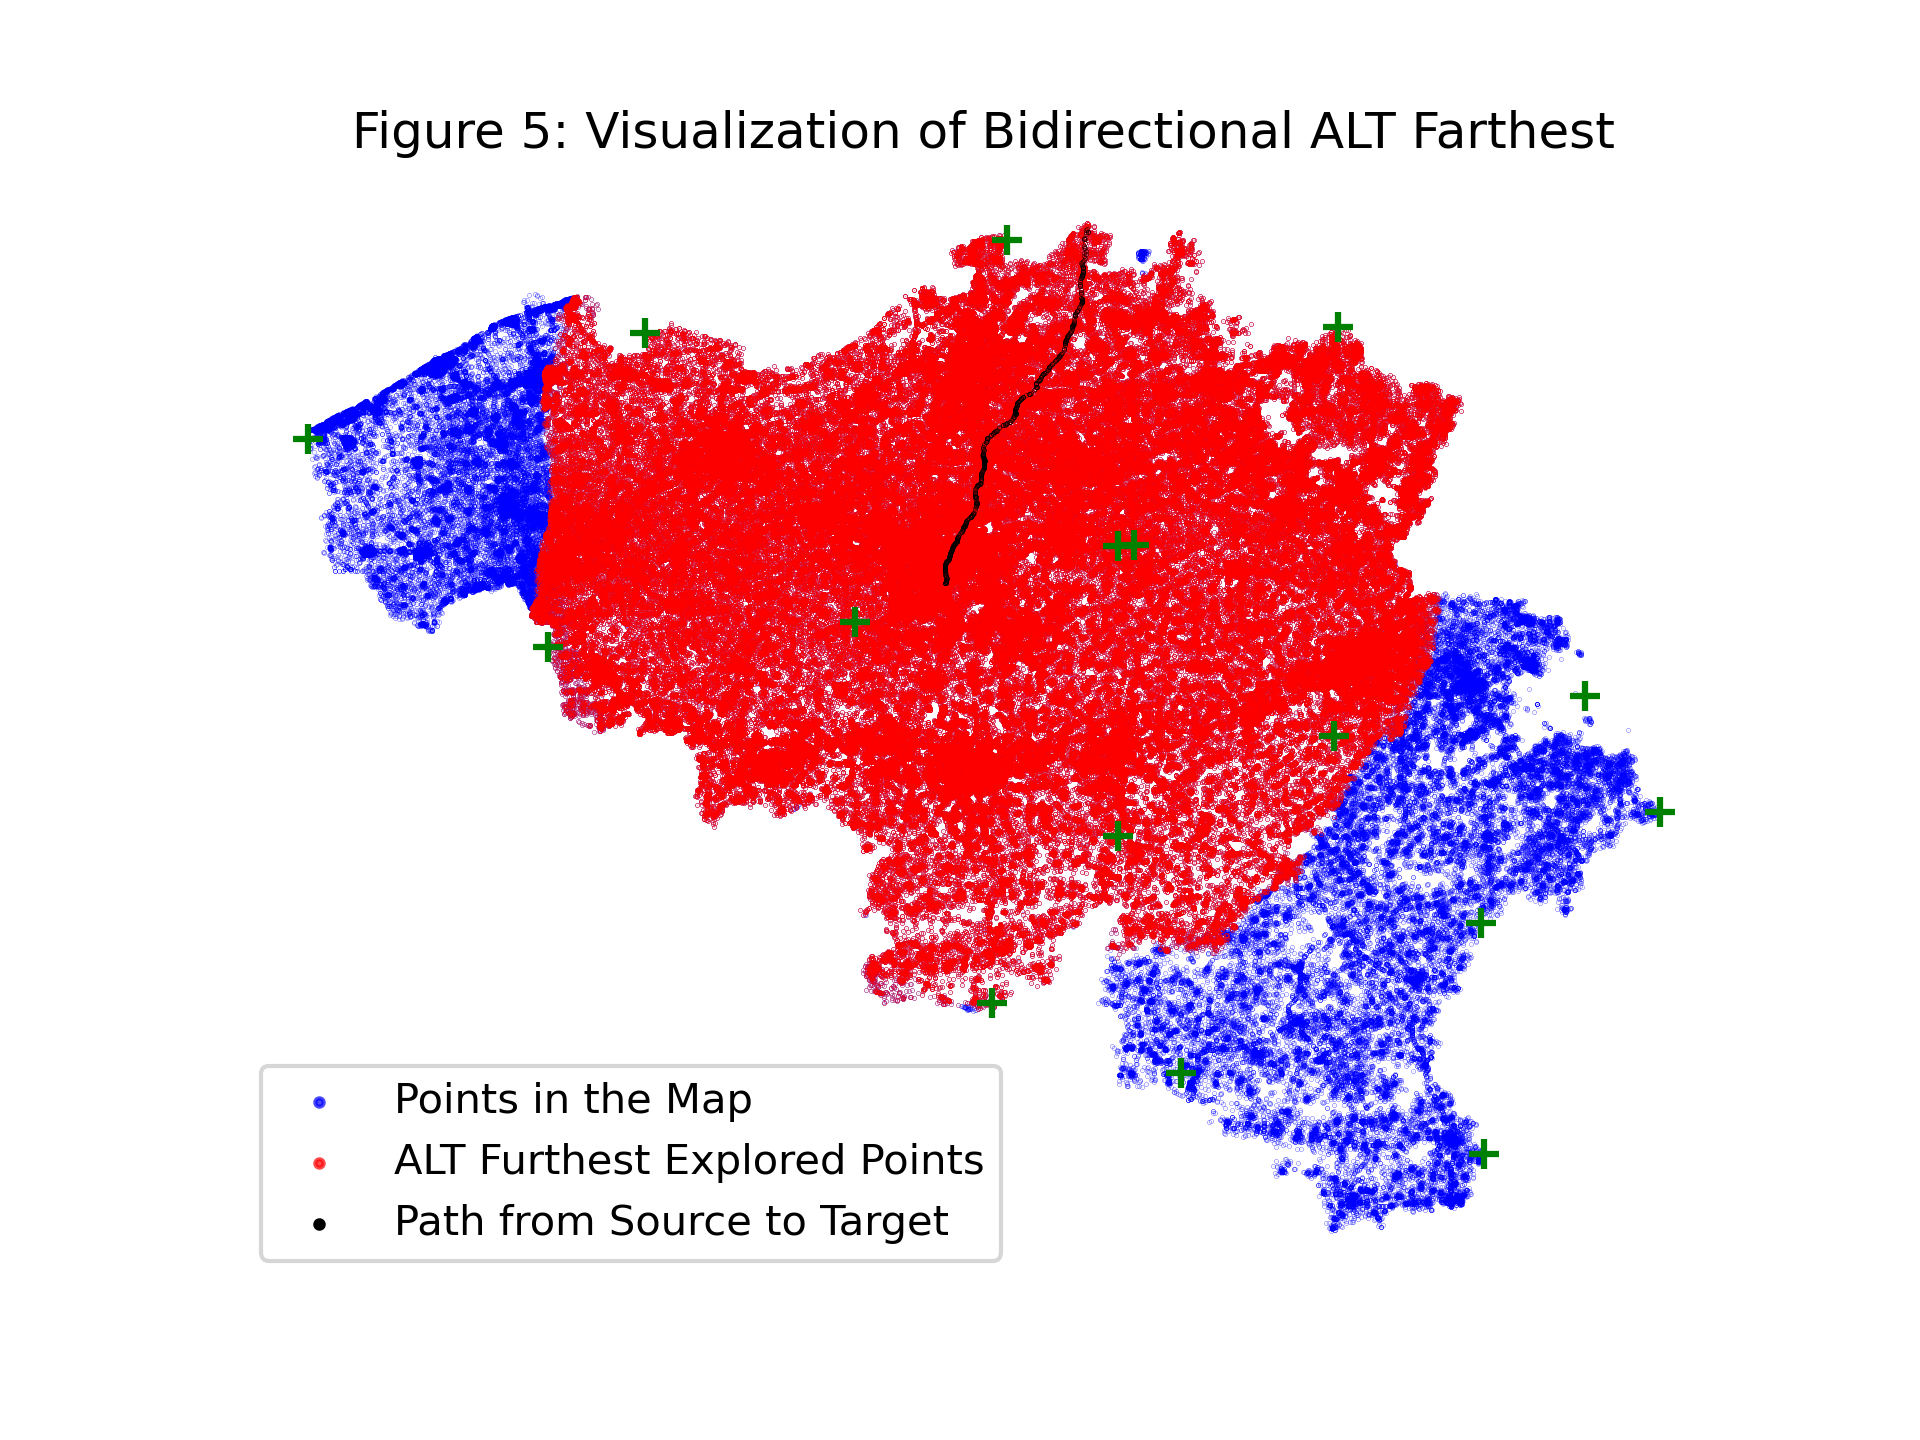 Figure 5: Visualization of Bidirectional ALT Farthest
Points in the Map
ALT Furthest Explored Points
Path from Source to Target